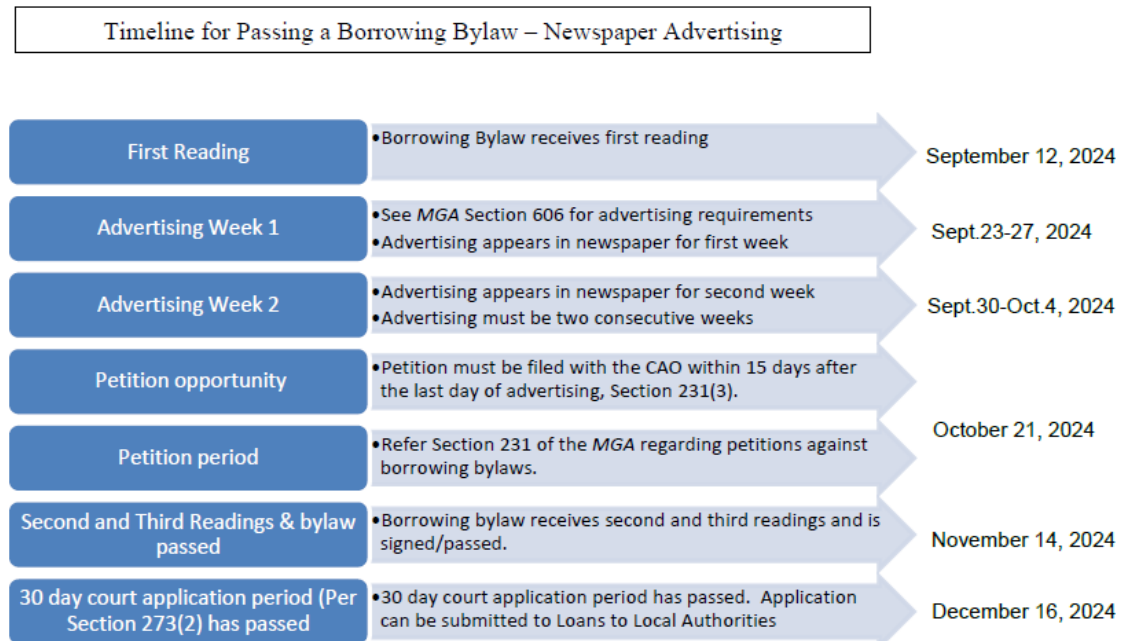 Timeline for Passing a Borrowing Bylaw – Newspaper Advertising
First Reading
•Borrowing Bylaw receives first reading
September 12, 2024
Advertising Week 1
•See MGA Section 606 for advertising requirements
•Advertising appears in newspaper for first week
Sept.23-27, 2024
Advertising Week 2
•Advertising appears in newspaper for second week
•Advertising must be two consecutive weeks
Sept.30-Oct.4, 2024
Petition opportunity
•Petition must be filed with the CAO within 15 days after
the last day of advertising, Section 231(3).
October 21, 2024
Petition period
•Refer Section 231 of the MGA regarding petitions against
borrowing bylaws.
Second and Third Readings & bylaw
passed
•Borrowing bylaw receives second and third readings and is
signed/passed.
November 14, 2024
30 day court application period (Per
Section 273(2) has passed
•30 day court application period has passed.  Application
can be submitted to Loans to Local Authorities
December 16, 2024